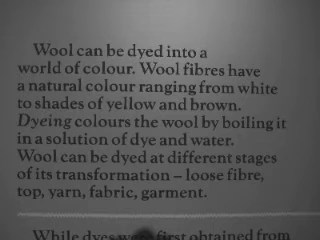 Wool can be dyed into a
world of colour. Wool fibres have
a natural colour ranging from white
to shades of yellow and brown.
Dyeing colours the wool by boiling it
in a solution of dye and water.
Wool can be dyed at different stages
of its transformation – loose fibre,
top, yarn, fabric, garment.
While dyes were first obtained from